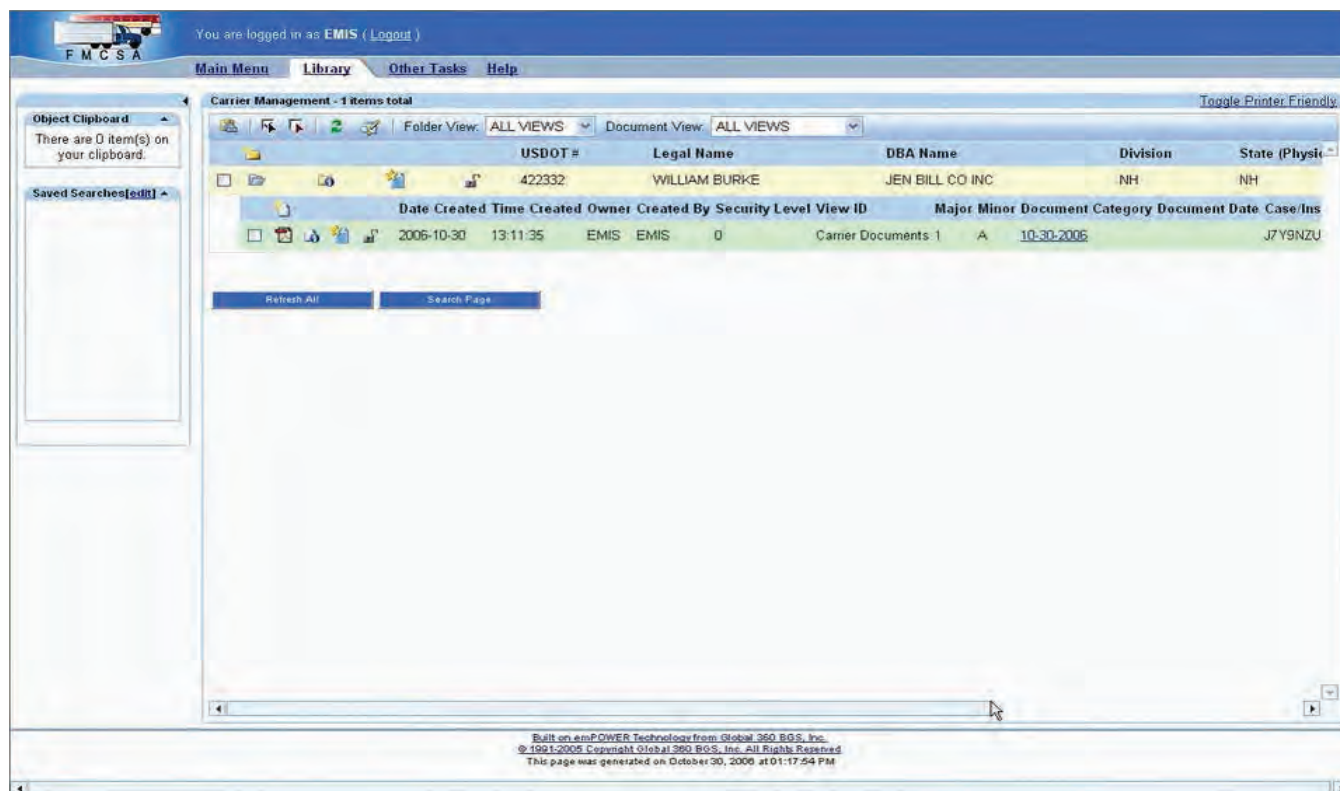 You are logged in as EMIS ( Logout )
FMCSA
Main Menu Library Other Tasks Help
Object Clipboard
There are 0 item(s) on
your clipboard.
Saved Searches[edit]
Carrier Management - 1 items total
Toggle Printer Friendly
Folder View: ALL VIEWS Document View: ALL VIEWS
USDOT # Legal Name DBA Name Division State (Physic
422332 WILLIAM BURKE JEN BILL CO INC NH NH
Date Created Time Created Owner Created By Security Level View ID Major Minor Document Category Document Date Case/Ins
2006-10-30 13:11:35 EMIS EMIS 0 Carrier Documents 1 A 10-30-2006 J7Y9NZU
Refresh All Search Page
Built on emPOWER Technology from Global 360 BGS, Inc.
© 1991-2005 Copyright Global 360 BGS, Inc. All Rights Reserved
This page was generated on October 30, 2006 at 01:17:54 PM